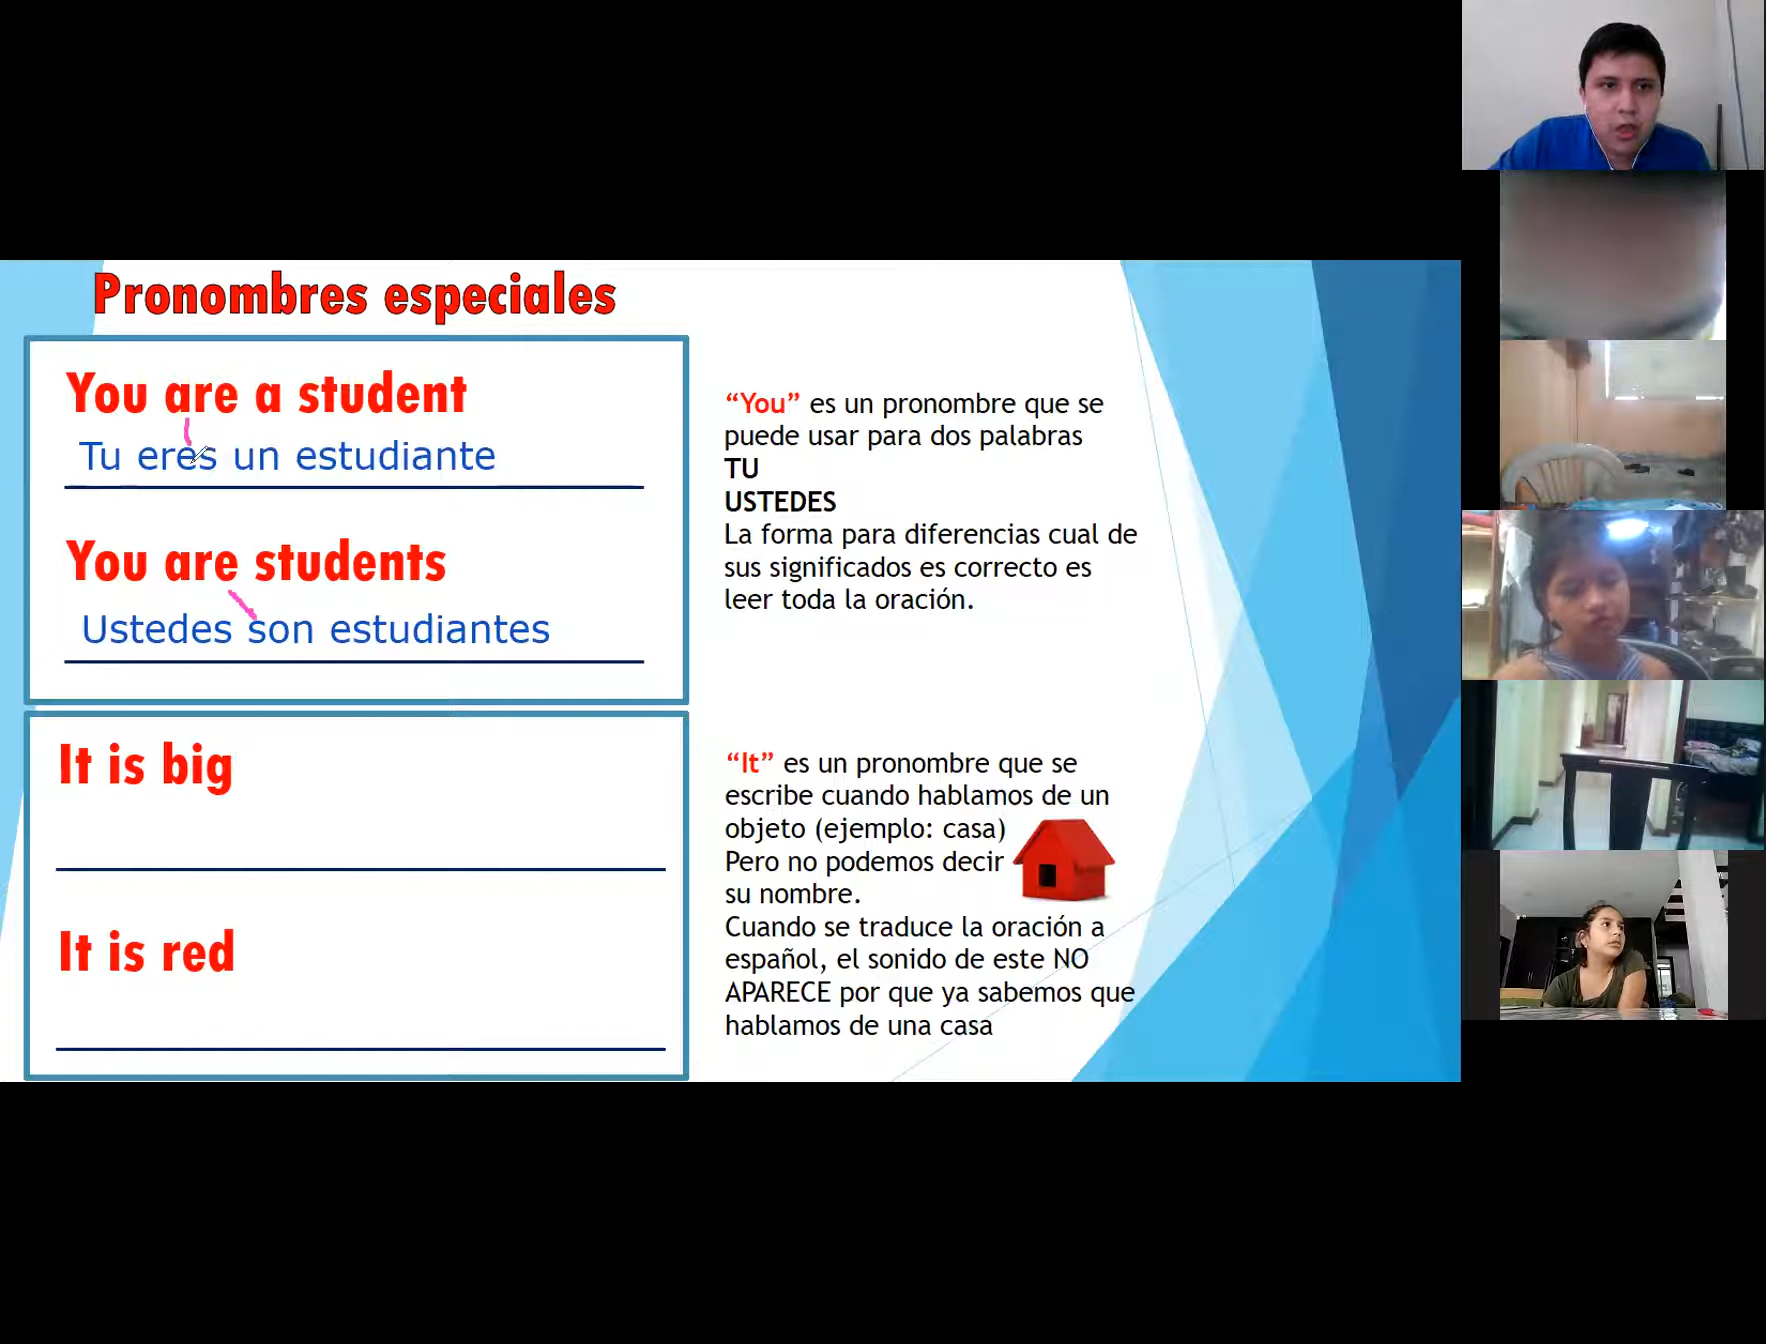 Pronombres especiales
You are a student
Tu eres un estudiante
You are students
Ustedes son estudiantes
It is big
It is red
“You” es un pronombre que se
puede usar para dos palabras
TU
USTEDES
La forma para diferencias cual de
sus significados es correcto es
leer toda la oración.
“It” es un pronombre que se
escribe cuando hablamos de un
objeto (ejemplo: casa)
Pero no podemos decir
su nombre.
Cuando se traduce la oración a
español, el sonido de este NO
APARECE por que ya sabemos que
hablamos de una casa